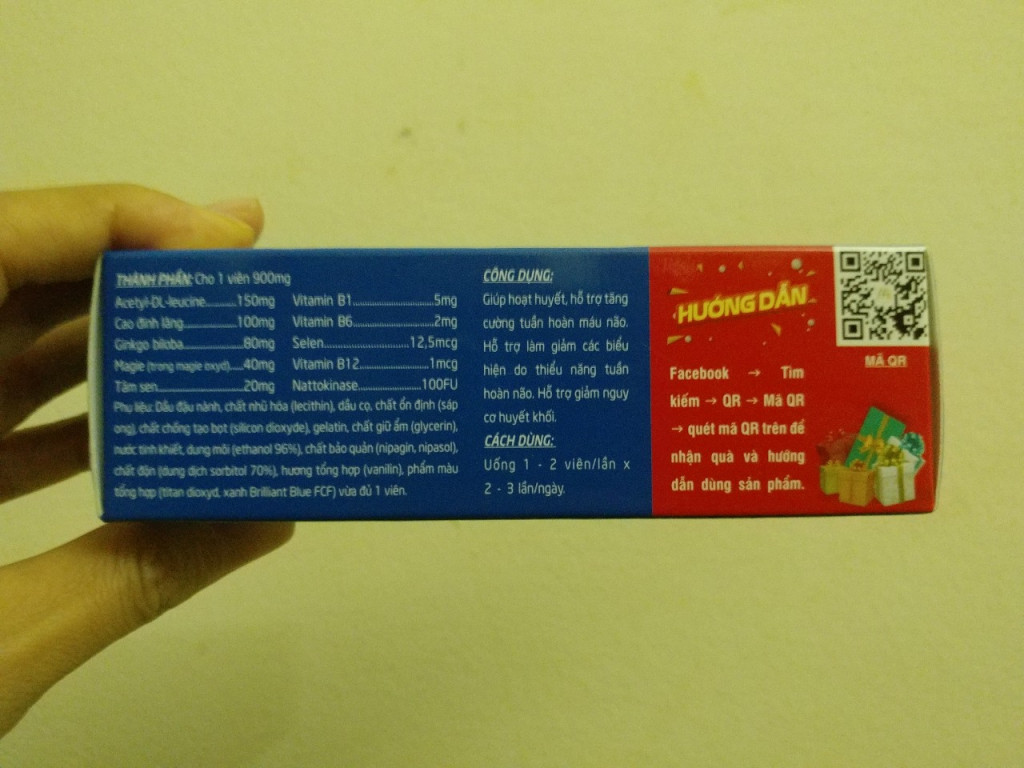 THÀNH PHẦN: Cho 1 viên 900mg
Acetyl-DL-leucine............150mg
Cao đinh lăng............100mg
Ginkgo biloba............80mg
Magie (trong magie oxyd)....40mg
Tâm sen............20mg
Vitamin B1............5mg
Vitamin B6............2mg
Selen............12,5mcg
Vitamin B12............1mcg
Nattokinase............100FU
Phụ liệu: Dầu đậu nành, chất nhũ hóa (lecithin), dầu cọ, chất ổn định (sáp
ong), chất chống tạo bọt (silicon dioxyde), gelatin, chất giữ ẩm (glycerin),
nước tinh khiết, dung môi (ethanol 96%), chất bảo quản (nipagin, nipasol),
chất độn (dung dịch sorbitol 70%), hương tổng hợp (vanilin), phẩm màu
tổng hợp (titan dioxyd, xanh Brilliant Blue FCF) vừa đủ 1 viên.
CÔNG DỤNG:
Giúp hoạt huyết, hỗ trợ tăng
cường tuần hoàn máu não.
Hỗ trợ làm giảm các biểu
hiện do thiểu năng tuần
hoàn não. Hỗ trợ giảm nguy
cơ huyết khối.
CÁCH DÙNG:
Uống 1 - 2 viên/lần x
2 - 3 lần/ngày.
HƯỚNG DẪN
Facebook → Tìm
kiếm → QR → Mã QR
→ quét mã QR trên để
nhận quà và hướng
dẫn dùng sản phẩm.
MÃ QR